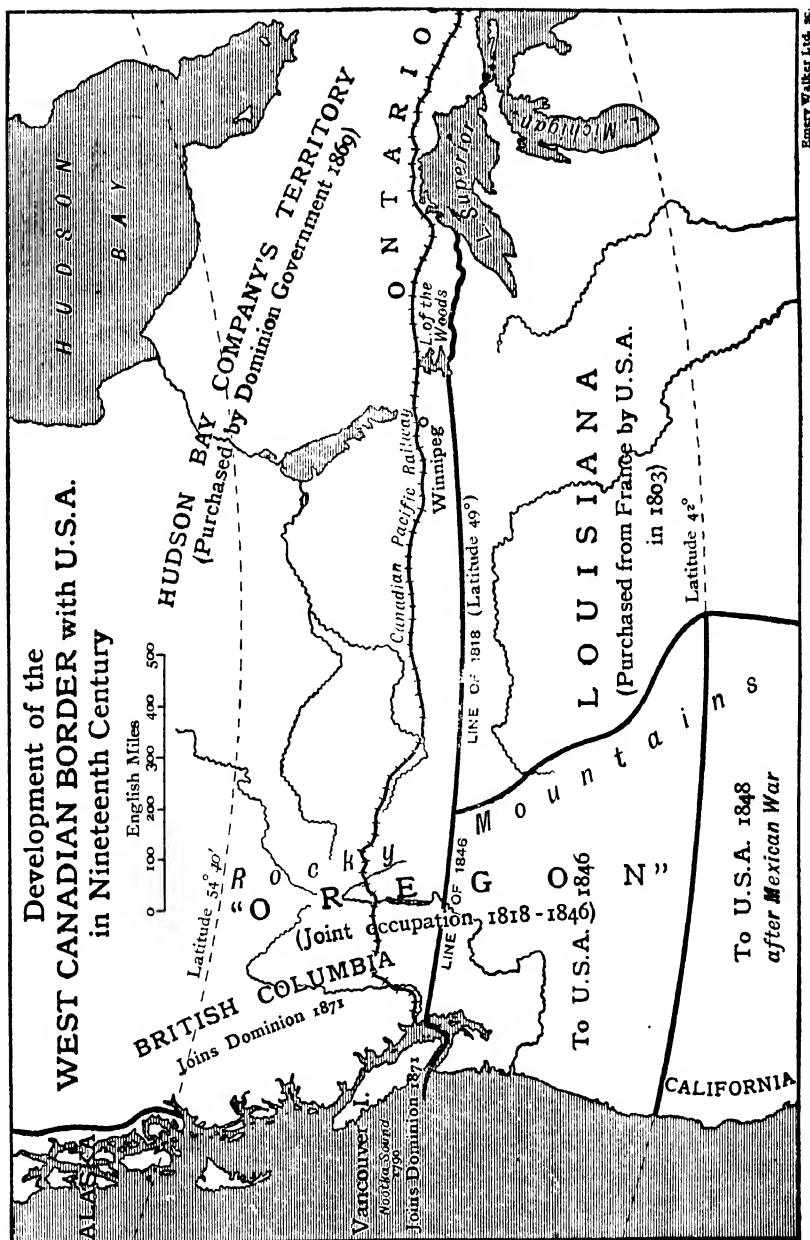 Development of the
WEST CANADIAN BORDER with U.S.A.
in Nineteenth Century
English Miles
0 100 200 300 400 500
HUDSON
BAY
HUDSON BAY COMPANY'S TERRITORY
(Purchased by Dominion Government 1869)
Latitude 54° 40'
ALASKA
BRITISH COLUMBIA
Joins Dominion 1871
Rocky
Mountains
"OREGON"
(Joint occupation 1818-1846)
Canadian Pacific Railway
Winnipeg
L. of the
Woods
ONTARIO
L. Superior
L. Michigan
Vancouver I.
Nootka Sound
1790
Joins Dominion 1871
LINE OF 1846
LINE OF 1818 (Latitude 49°)
To U.S.A. 1846
LOUISIANA
(Purchased from France by U.S.A.
in 1803)
Latitude 42°
CALIFORNIA
To U.S.A. 1848
after Mexican War
Emery Walker Ltd. sc.